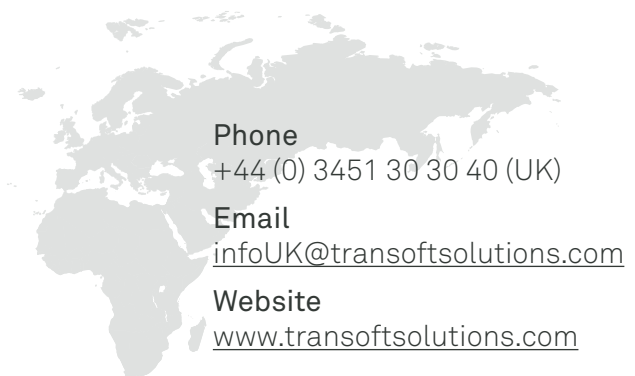 Phone
+44 (0) 3451 30 30 40 (UK)
Email
infoUK@transoftsolutions.com
Website
www.transoftsolutions.com